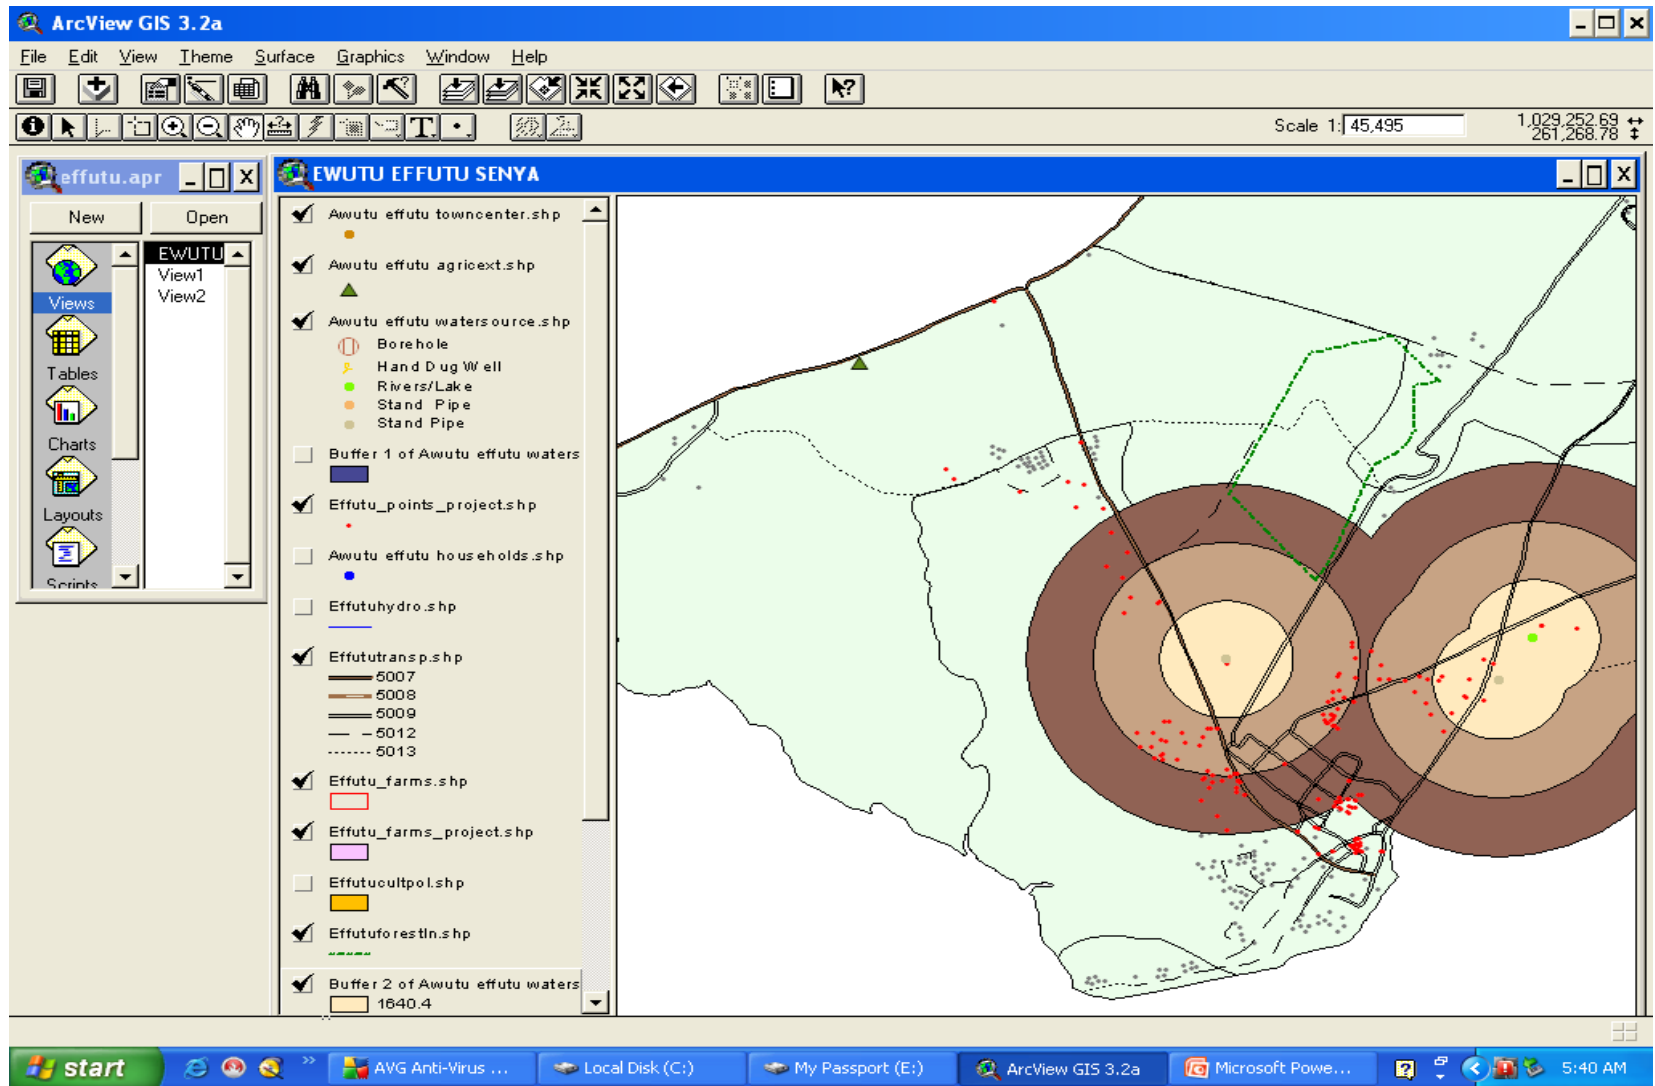 ArcView GIS 3.2a
File Edit View Theme Surface Graphics Window Help
Scale 1: 45,495
1,029,252.69
261,268.78
effutu.apr
New Open
Views
Tables
Charts
Layouts
Scripts
EWUTU
View1
View2
EWUTU EFFUTU SENYA
Awutu effutu towncenter.shp
Awutu effutu agricext.shp
Awutu effutu watersource.shp
Borehole
Hand Dug Well
Rivers/Lake
Stand Pipe
Stand Pipe
Buffer 1 of Awutu effutu waters
Effutu_points_project.shp
Awutu effutu households.shp
Effutuhydro.shp
Effututransp.shp
5007
5008
5009
5012
5013
Effutu_farms.shp
Effutu_farms_project.shp
Effutucultpol.shp
Effutuforestln.shp
Buffer 2 of Awutu effutu waters
1640.4
start
AVG Anti-Virus ...
Local Disk (C:)
My Passport (E:)
ArcView GIS 3.2a
Microsoft Powe...
5:40 AM